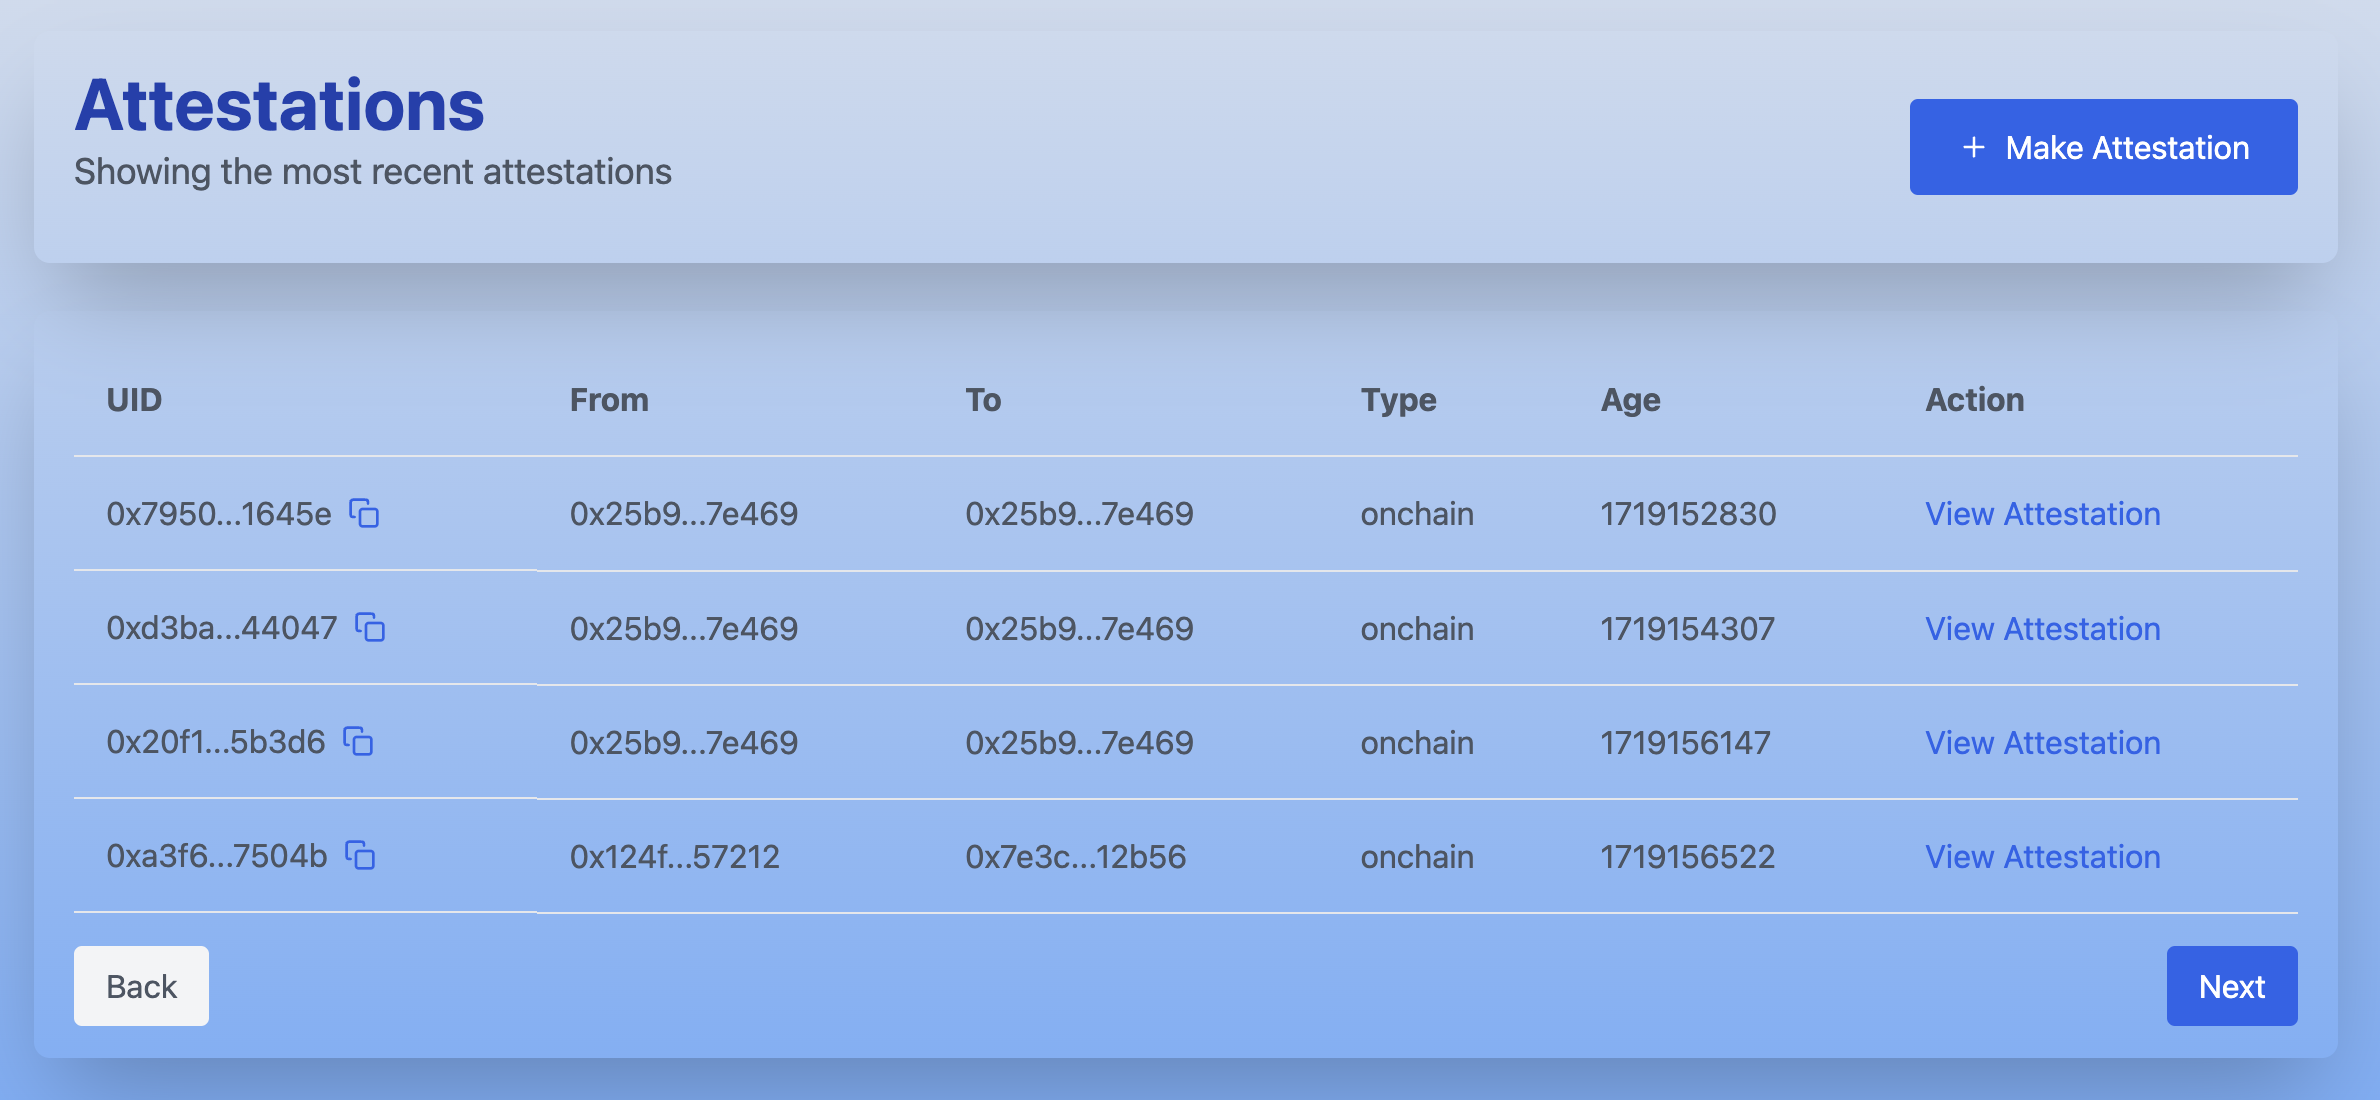 Attestations
Showing the most recent attestations
+ Make Attestation
UID From To Type Age Action
0x7950...1645e 0x25b9...7e469 0x25b9...7e469 onchain 1719152830 View Attestation
0xd3ba...44047 0x25b9...7e469 0x25b9...7e469 onchain 1719154307 View Attestation
0x20f1...5b3d6 0x25b9...7e469 0x25b9...7e469 onchain 1719156147 View Attestation
0xa3f6...7504b 0x124f...57212 0x7e3c...12b56 onchain 1719156522 View Attestation
Back Next